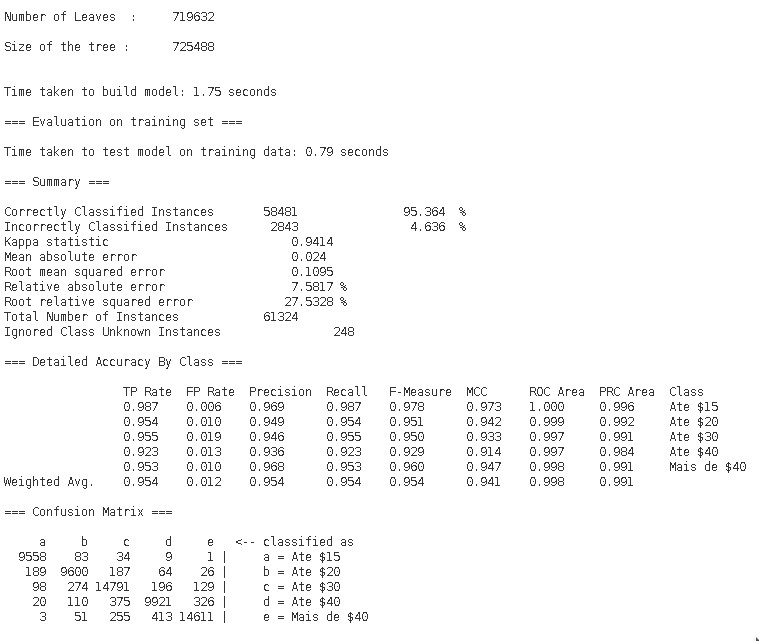 Number of Leaves  :     719632
Size of the tree :      725488
Time taken to build model: 1.75 seconds
=== Evaluation on training set ===
Time taken to test model on training data: 0.79 seconds
=== Summary ===
Correctly Classified Instances       58481               95.364  %
Incorrectly Classified Instances      2843                4.636  %
Kappa statistic                          0.9414
Mean absolute error                      0.024
Root mean squared error                  0.1095
Relative absolute error                  7.5817 %
Root relative squared error             27.5328 %
Total Number of Instances            61324
Ignored Class Unknown Instances                248
=== Detailed Accuracy By Class ===
                 TP Rate  FP Rate  Precision  Recall   F-Measure  MCC      ROC Area  PRC Area  Class
                 0.987    0.006    0.969      0.987    0.978      0.973    1.000     0.996     Ate $15
                 0.954    0.010    0.949      0.954    0.951      0.942    0.999     0.992     Ate $20
                 0.955    0.019    0.946      0.955    0.950      0.933    0.997     0.991     Ate $30
                 0.923    0.013    0.936      0.923    0.929      0.914    0.997     0.984     Ate $40
                 0.953    0.010    0.968      0.953    0.960      0.947    0.998     0.991     Mais de $40
Weighted Avg.    0.954    0.012    0.954      0.954    0.954      0.941    0.998     0.991
=== Confusion Matrix ===
     a     b     c     d     e   <-- classified as
  9558    83    34     9     1 |     a = Ate $15
   189  9600   187    64    26 |     b = Ate $20
    98   274 14791   196   129 |     c = Ate $30
    20   110   375  9921   326 |     d = Ate $40
     3    51   255   413 14611 |     e = Mais de $40